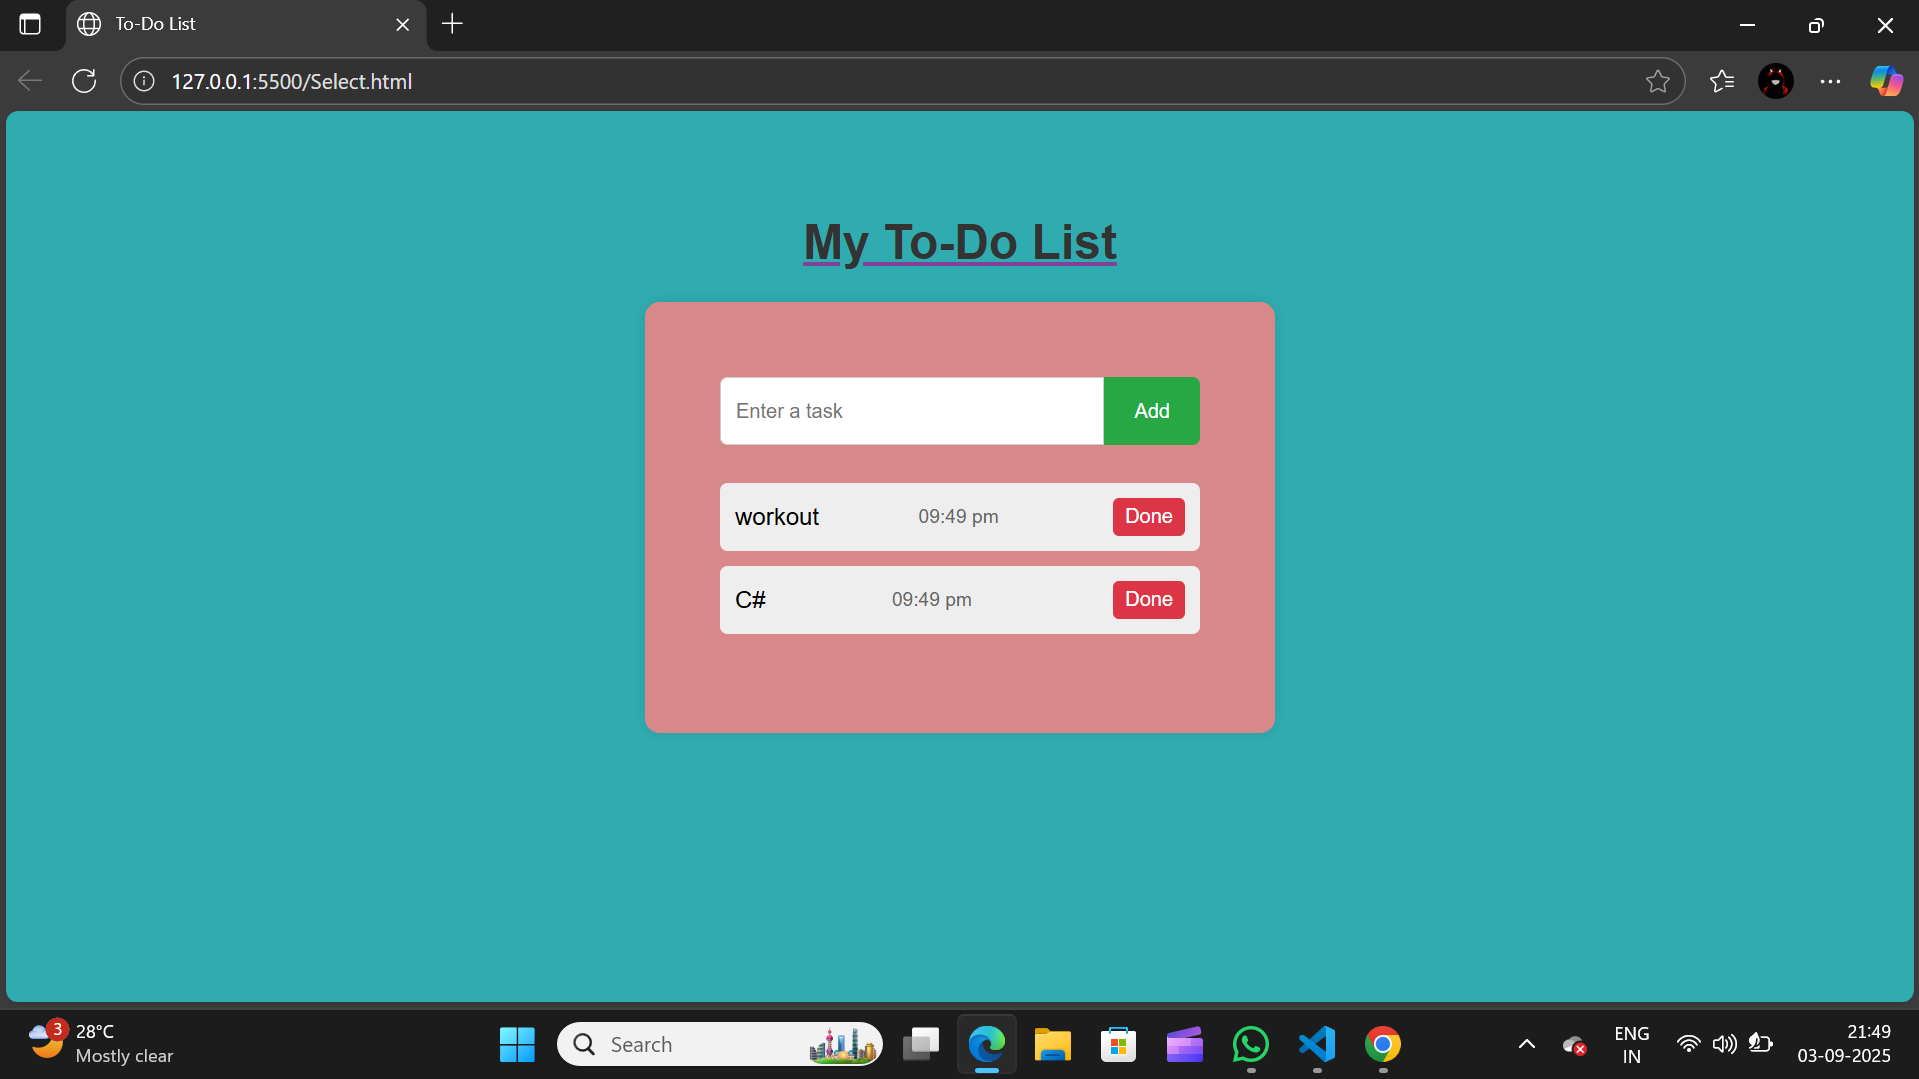 To-Do List
127.0.0.1:5500/Select.html
My To-Do List
Enter a task
Add
workout 09:49 pm Done
C# 09:49 pm Done
3
28°C
Mostly clear
Search
ENG
IN
21:49
03-09-2025